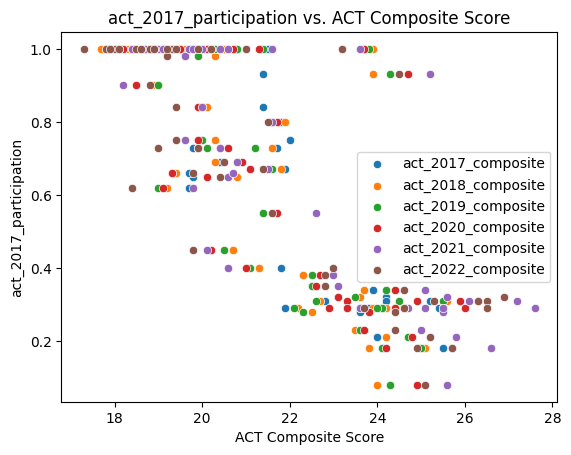 act_2017_participation vs. ACT Composite Score
act_2017_participation
1.0
0.8
0.6
0.4
0.2
act_2017_composite
act_2018_composite
act_2019_composite
act_2020_composite
act_2021_composite
act_2022_composite
18 20 22 24 26 28
ACT Composite Score